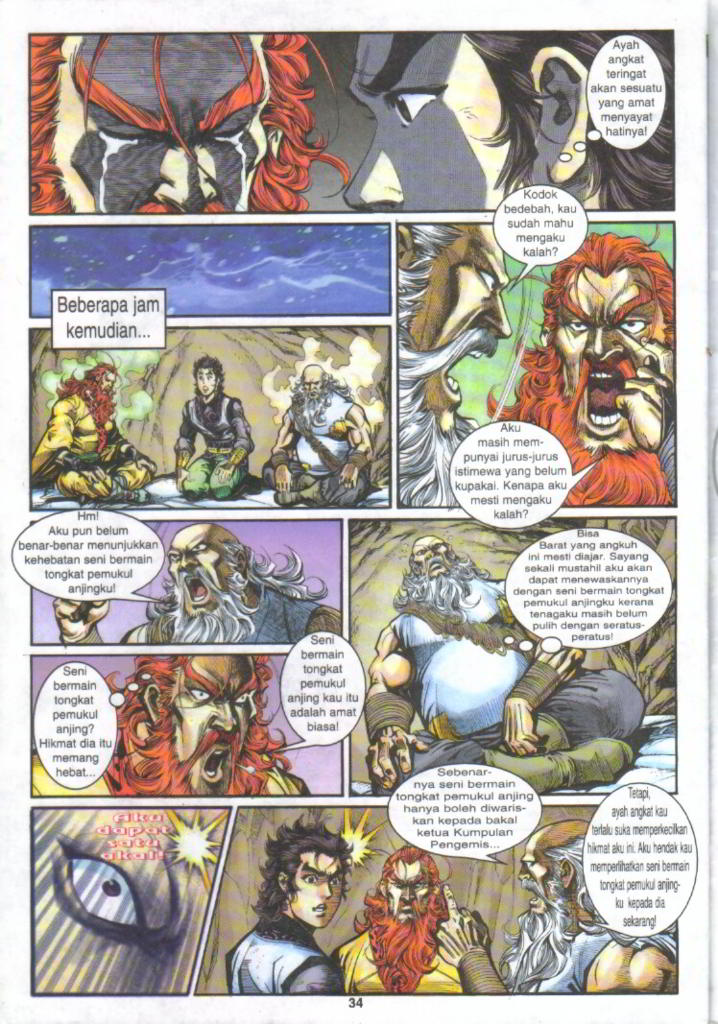 Ayah
angkat
teringat
akan sesuatu
yang amat
menyayat
hatinya!
Kodok
bedebah, kau
sudah mahu
mengaku
kalah?
Beberapa jam
kemudian...
Aku
masih mem-
punyai jurus-jurus
istimewa yang belum
kupakai. Kenapa aku
mesti mengaku
kalah?
Hm!
Aku pun belum
benar-benar menunjukkan
kehebatan seni bermain
tongkat pemukul
anjingku!
Bisa
Barat yang angkuh
ini mesti diajar. Sayang
sekali mustahil aku akan
dapat menewaskannya
dengan seni bermain tongkat
pemukul anjingku kerana
tenagaku masih belum
pulih dengan seratus-
peratus!
Seni
bermain
tongkat
pemukul
anjing?
Hikmat dia itu
memang
hebat...
Seni
bermain
tongkat
pemukul
anjing kau itu
adalah amat
biasa!
Aku
dapat
satu
akal!
Sebenar-
nya seni bermain
tongkat pemukul anjing
hanya boleh diwaris-
kan kepada bakal
ketua Kumpulan
Pengemis...
Tetapi,
ayah angkat kau
terlalu suka memperkecilkan
hikmat aku ini. Aku hendak kau
memperlihatkan seni bermain
tongkat pemukul anjing-
ku kepada dia
sekarang!
34